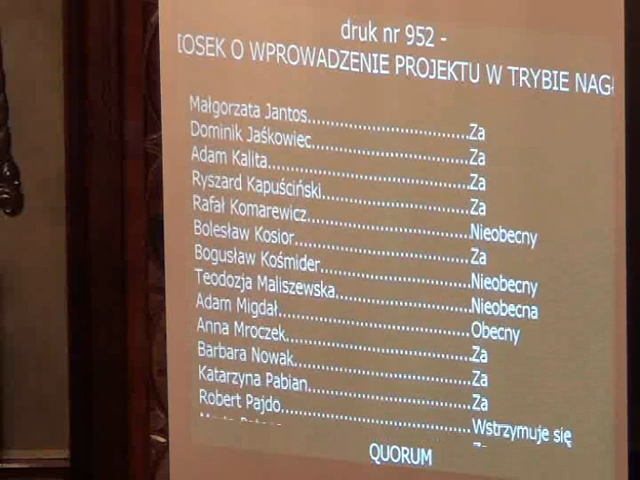 druk nr 952 -
IOSEK O WPROWADZENIE PROJEKTU W TRYBIE NAG
Małgorzata Jantos................................Za
Dominik Jaśkowiec................................Za
Adam Kalita................................Za
Ryszard Kapuściński................................Za
Rafał Komarewicz................................Nieobecny
Bolesław Kosior................................Za
Bogusław Kośmider................................Nieobecny
Teodozja Maliszewska................................Nieobecna
Adam Migdał................................Obecny
Anna Mroczek................................Za
Barbara Nowak................................Za
Katarzyna Pabian................................Za
Robert Pajdo................................Wstrzymuje się
QUORUM